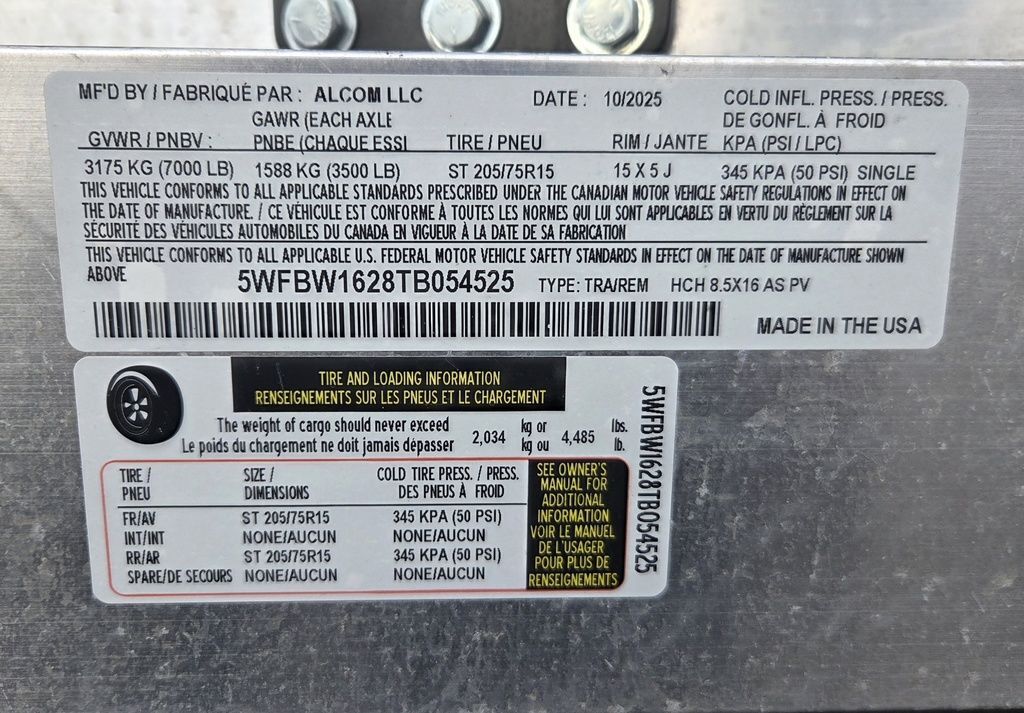 MF'D BY / FABRIQUÉ PAR : ALCOM LLC DATE : 10/2025 COLD INFL. PRESS. / PRESS.
GAWR (EACH AXLE DE GONFL. À FROID
GVWR / PNBV : PNBE (CHAQUE ESSI TIRE / PNEU RIM / JANTE KPA (PSI / LPC)
3175 KG (7000 LB) 1588 KG (3500 LB) ST 205/75R15 15 X 5 J 345 KPA (50 PSI) SINGLE
THIS VEHICLE CONFORMS TO ALL APPLICABLE STANDARDS PRESCRIBED UNDER THE CANADIAN MOTOR VEHICLE SAFETY REGULATIONS IN EFFECT ON
THE DATE OF MANUFACTURE. / CE VÉHICULE EST CONFORME À TOUTES LES NORMES QUI LUI SONT APPLICABLES EN VERTU DU RÈGLEMENT SUR LA
SÉCURITÉ DES VÉHICULES AUTOMOBILES DU CANADA EN VIGUEUR À LA DATE DE SA FABRICATION
THIS VEHICLE CONFORMS TO ALL APPLICABLE U.S. FEDERAL MOTOR VEHICLE SAFETY STANDARDS IN EFFECT ON THE DATE OF MANUFACTURE SHOWN
ABOVE 5WFBW1628TB054525 TYPE: TRA/REM HCH 8.5X16 AS PV
MADE IN THE USA
TIRE AND LOADING INFORMATION
RENSEIGNEMENTS SUR LES PNEUS ET LE CHARGEMENT
The weight of cargo should never exceed kg or lbs.
Le poids du chargement ne doit jamais dépasser 2,034 kg ou 4,485 lb.
TIRE / SIZE / COLD TIRE PRESS. / PRESS.
PNEU DIMENSIONS DES PNEUS À FROID
FR/AV ST 205/75R15 345 KPA (50 PSI)
INT/INT NONE/AUCUN NONE/AUCUN
RR/AR ST 205/75R15 345 KPA (50 PSI)
SPARE/DE SECOURS NONE/AUCUN NONE/AUCUN
SEE OWNER'S
MANUAL FOR
ADDITIONAL
INFORMATION
VOIR LE MANUEL
DE L'USAGER
POUR PLUS DE
RENSEIGNEMENTS
5WFBW1628TB054525